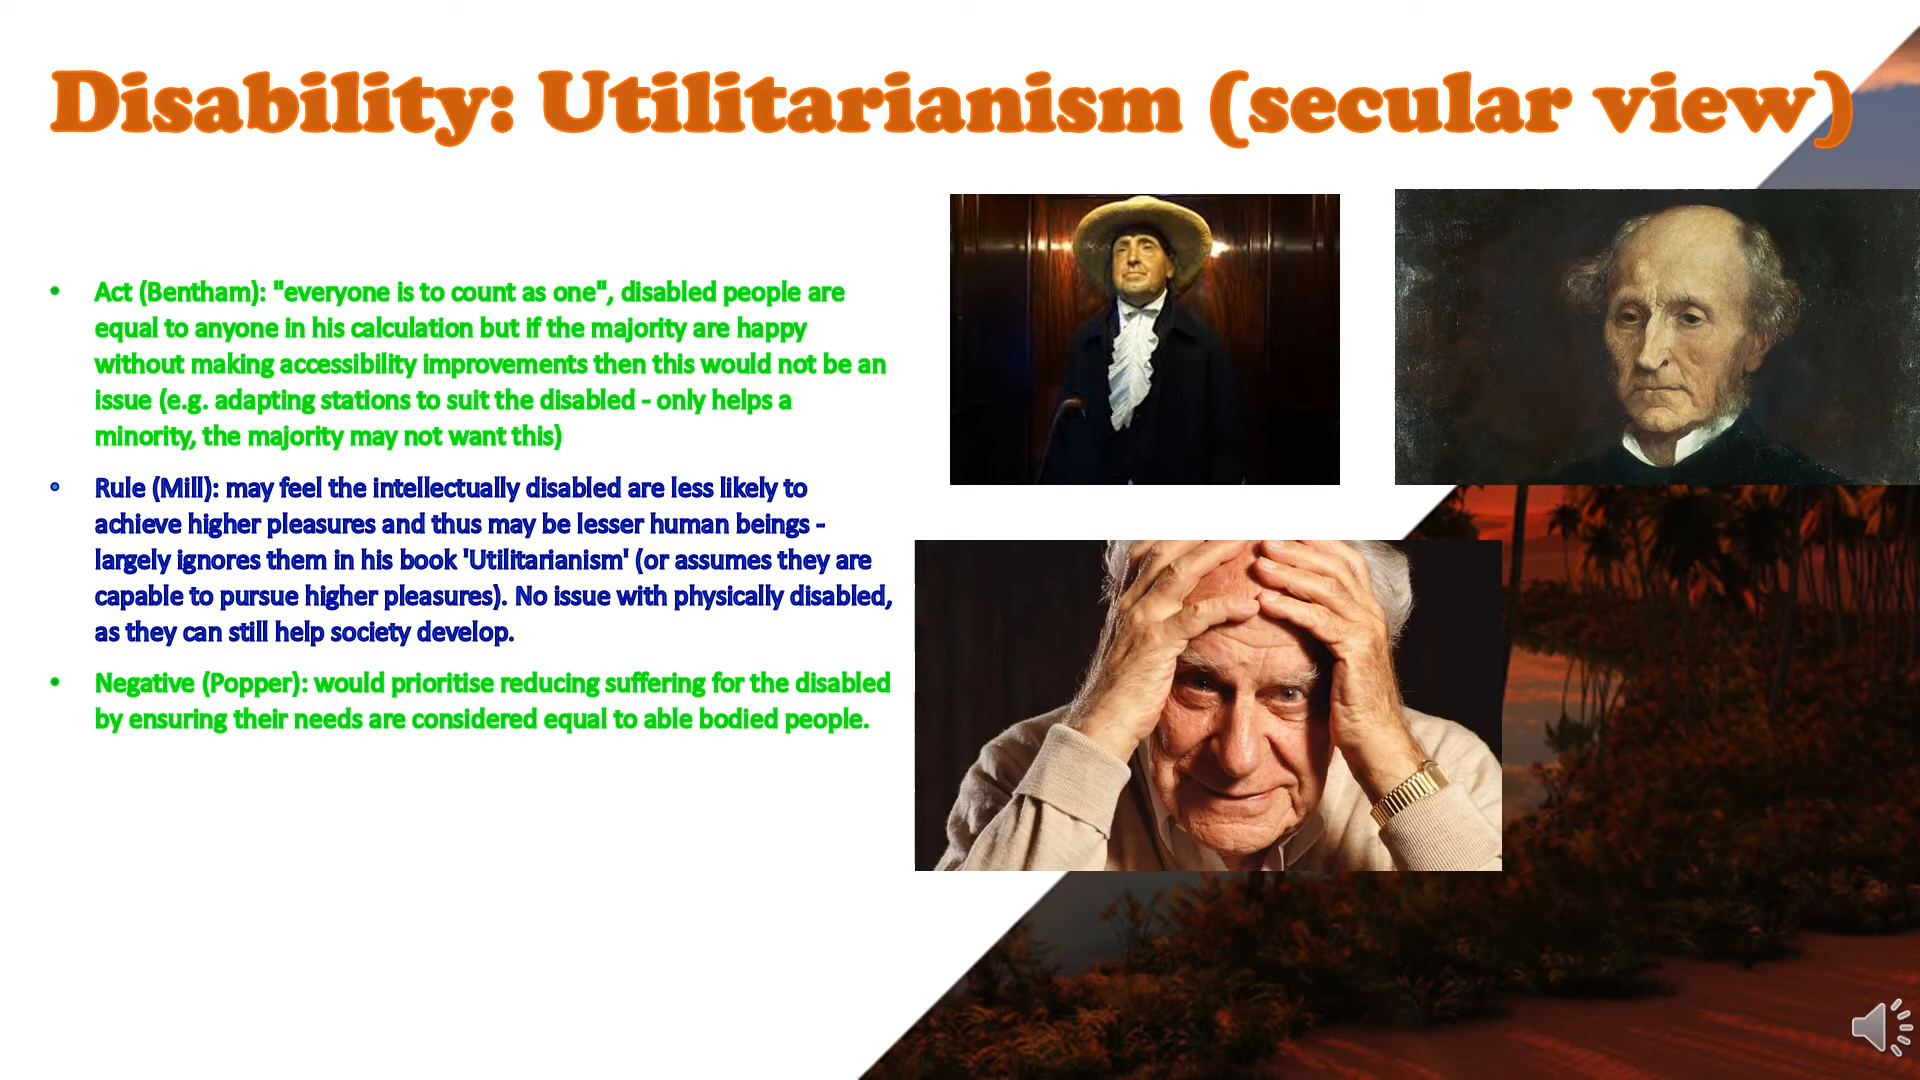 Disability: Utilitarianism (secular view)
• Act (Bentham): "everyone is to count as one", disabled people are
equal to anyone in his calculation but if the majority are happy
without making accessibility improvements then this would not be an
issue (e.g. adapting stations to suit the disabled - only helps a
minority, the majority may not want this)
• Rule (Mill): may feel the intellectually disabled are less likely to
achieve higher pleasures and thus may be lesser human beings -
largely ignores them in his book 'Utilitarianism' (or assumes they are
capable to pursue higher pleasures). No issue with physically disabled,
as they can still help society develop.
• Negative (Popper): would prioritise reducing suffering for the disabled
by ensuring their needs are considered equal to able bodied people.